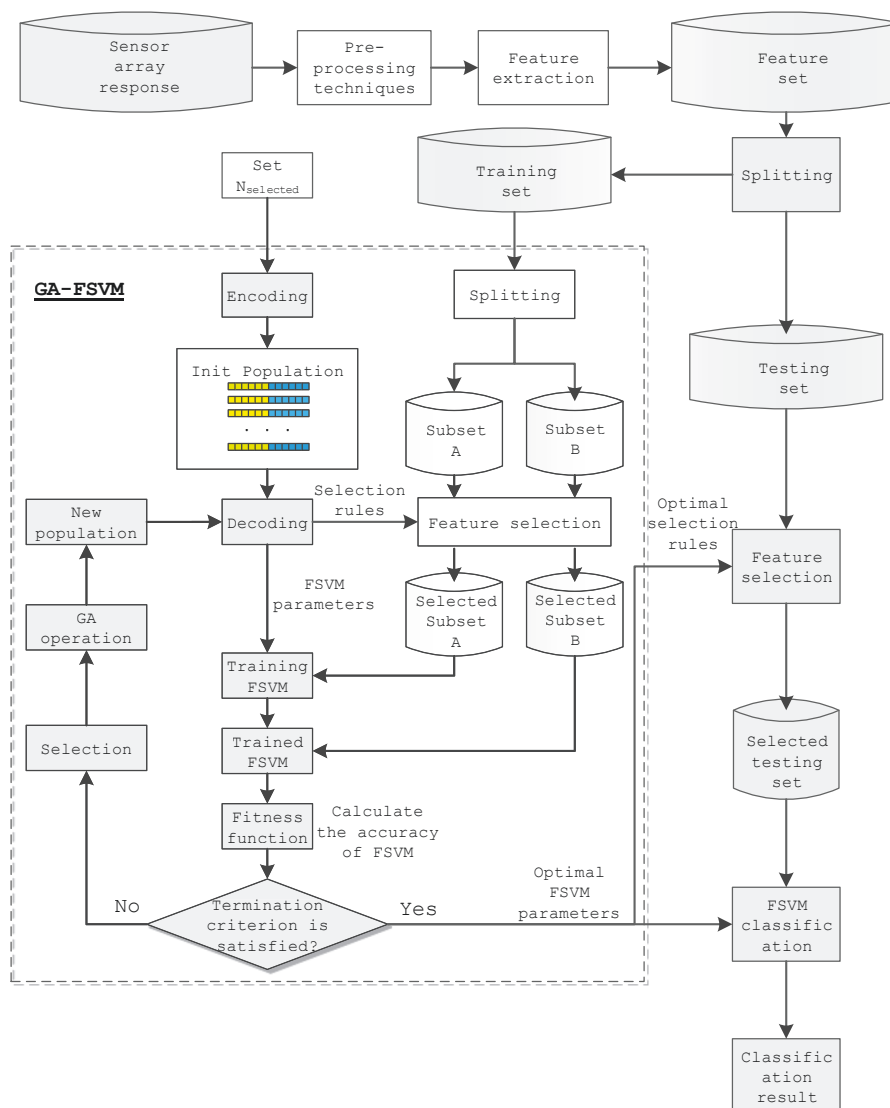 Sensor
array
response
Pre-
processing
techniques
Feature
extraction
Feature
set
Set
Nselected
Training
set
Splitting
GA-FSVM
Encoding
Splitting
Init Population
. . .
Subset
A
Subset
B
Testing
set
New
population
Decoding
Selection
rules
Feature selection
Optimal
selection
rules
Feature
selection
FSVM
parameters
Selected
Subset
A
Selected
Subset
B
GA
operation
Training
FSVM
Selection
Trained
FSVM
Selected
testing
set
Fitness
function
Calculate
the accuracy
of FSVM
No
Termination
criterion is
satisfied?
Yes
Optimal
FSVM
parameters
FSVM
classific
ation
Classific
ation
result